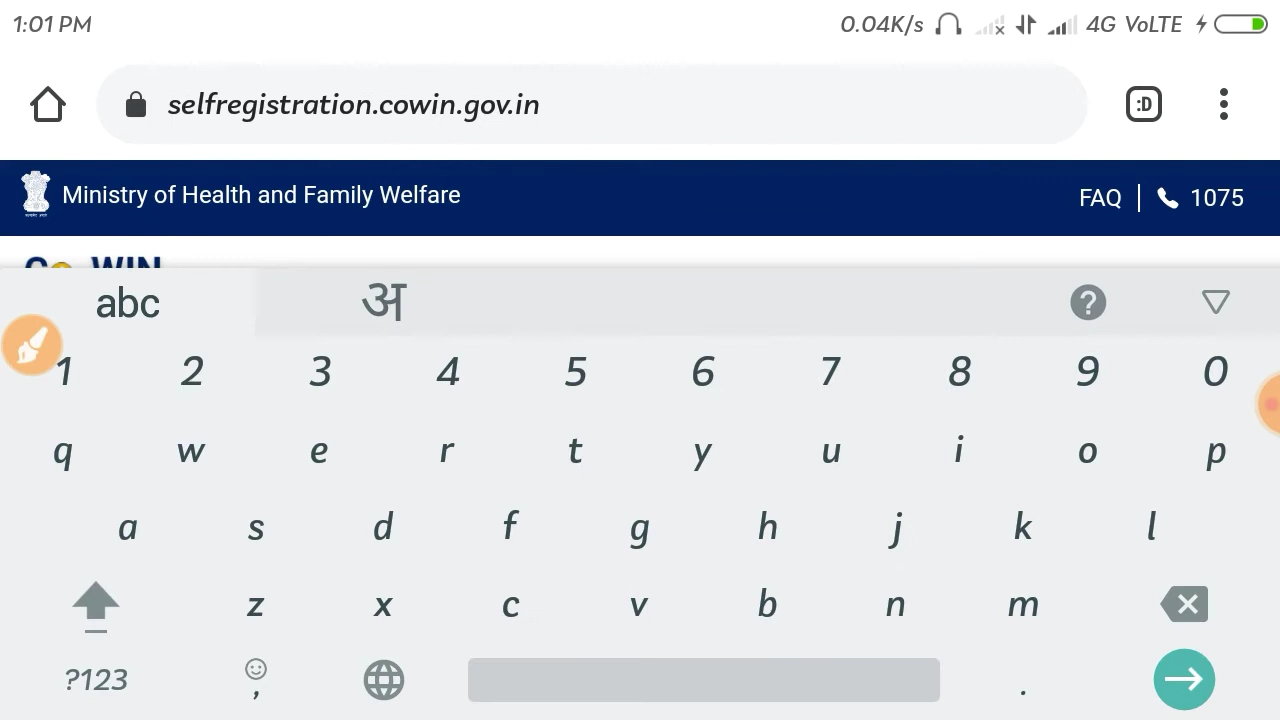 1:01 PM 0.04K/s 4G VoLTE
selfregistration.cowin.gov.in :D
Ministry of Health and Family Welfare FAQ 1075
abc अ ?
1 2 3 4 5 6 7 8 9 0
q w e r t y u i o p
a s d f g h j k l
z x c v b n m
?123 , .